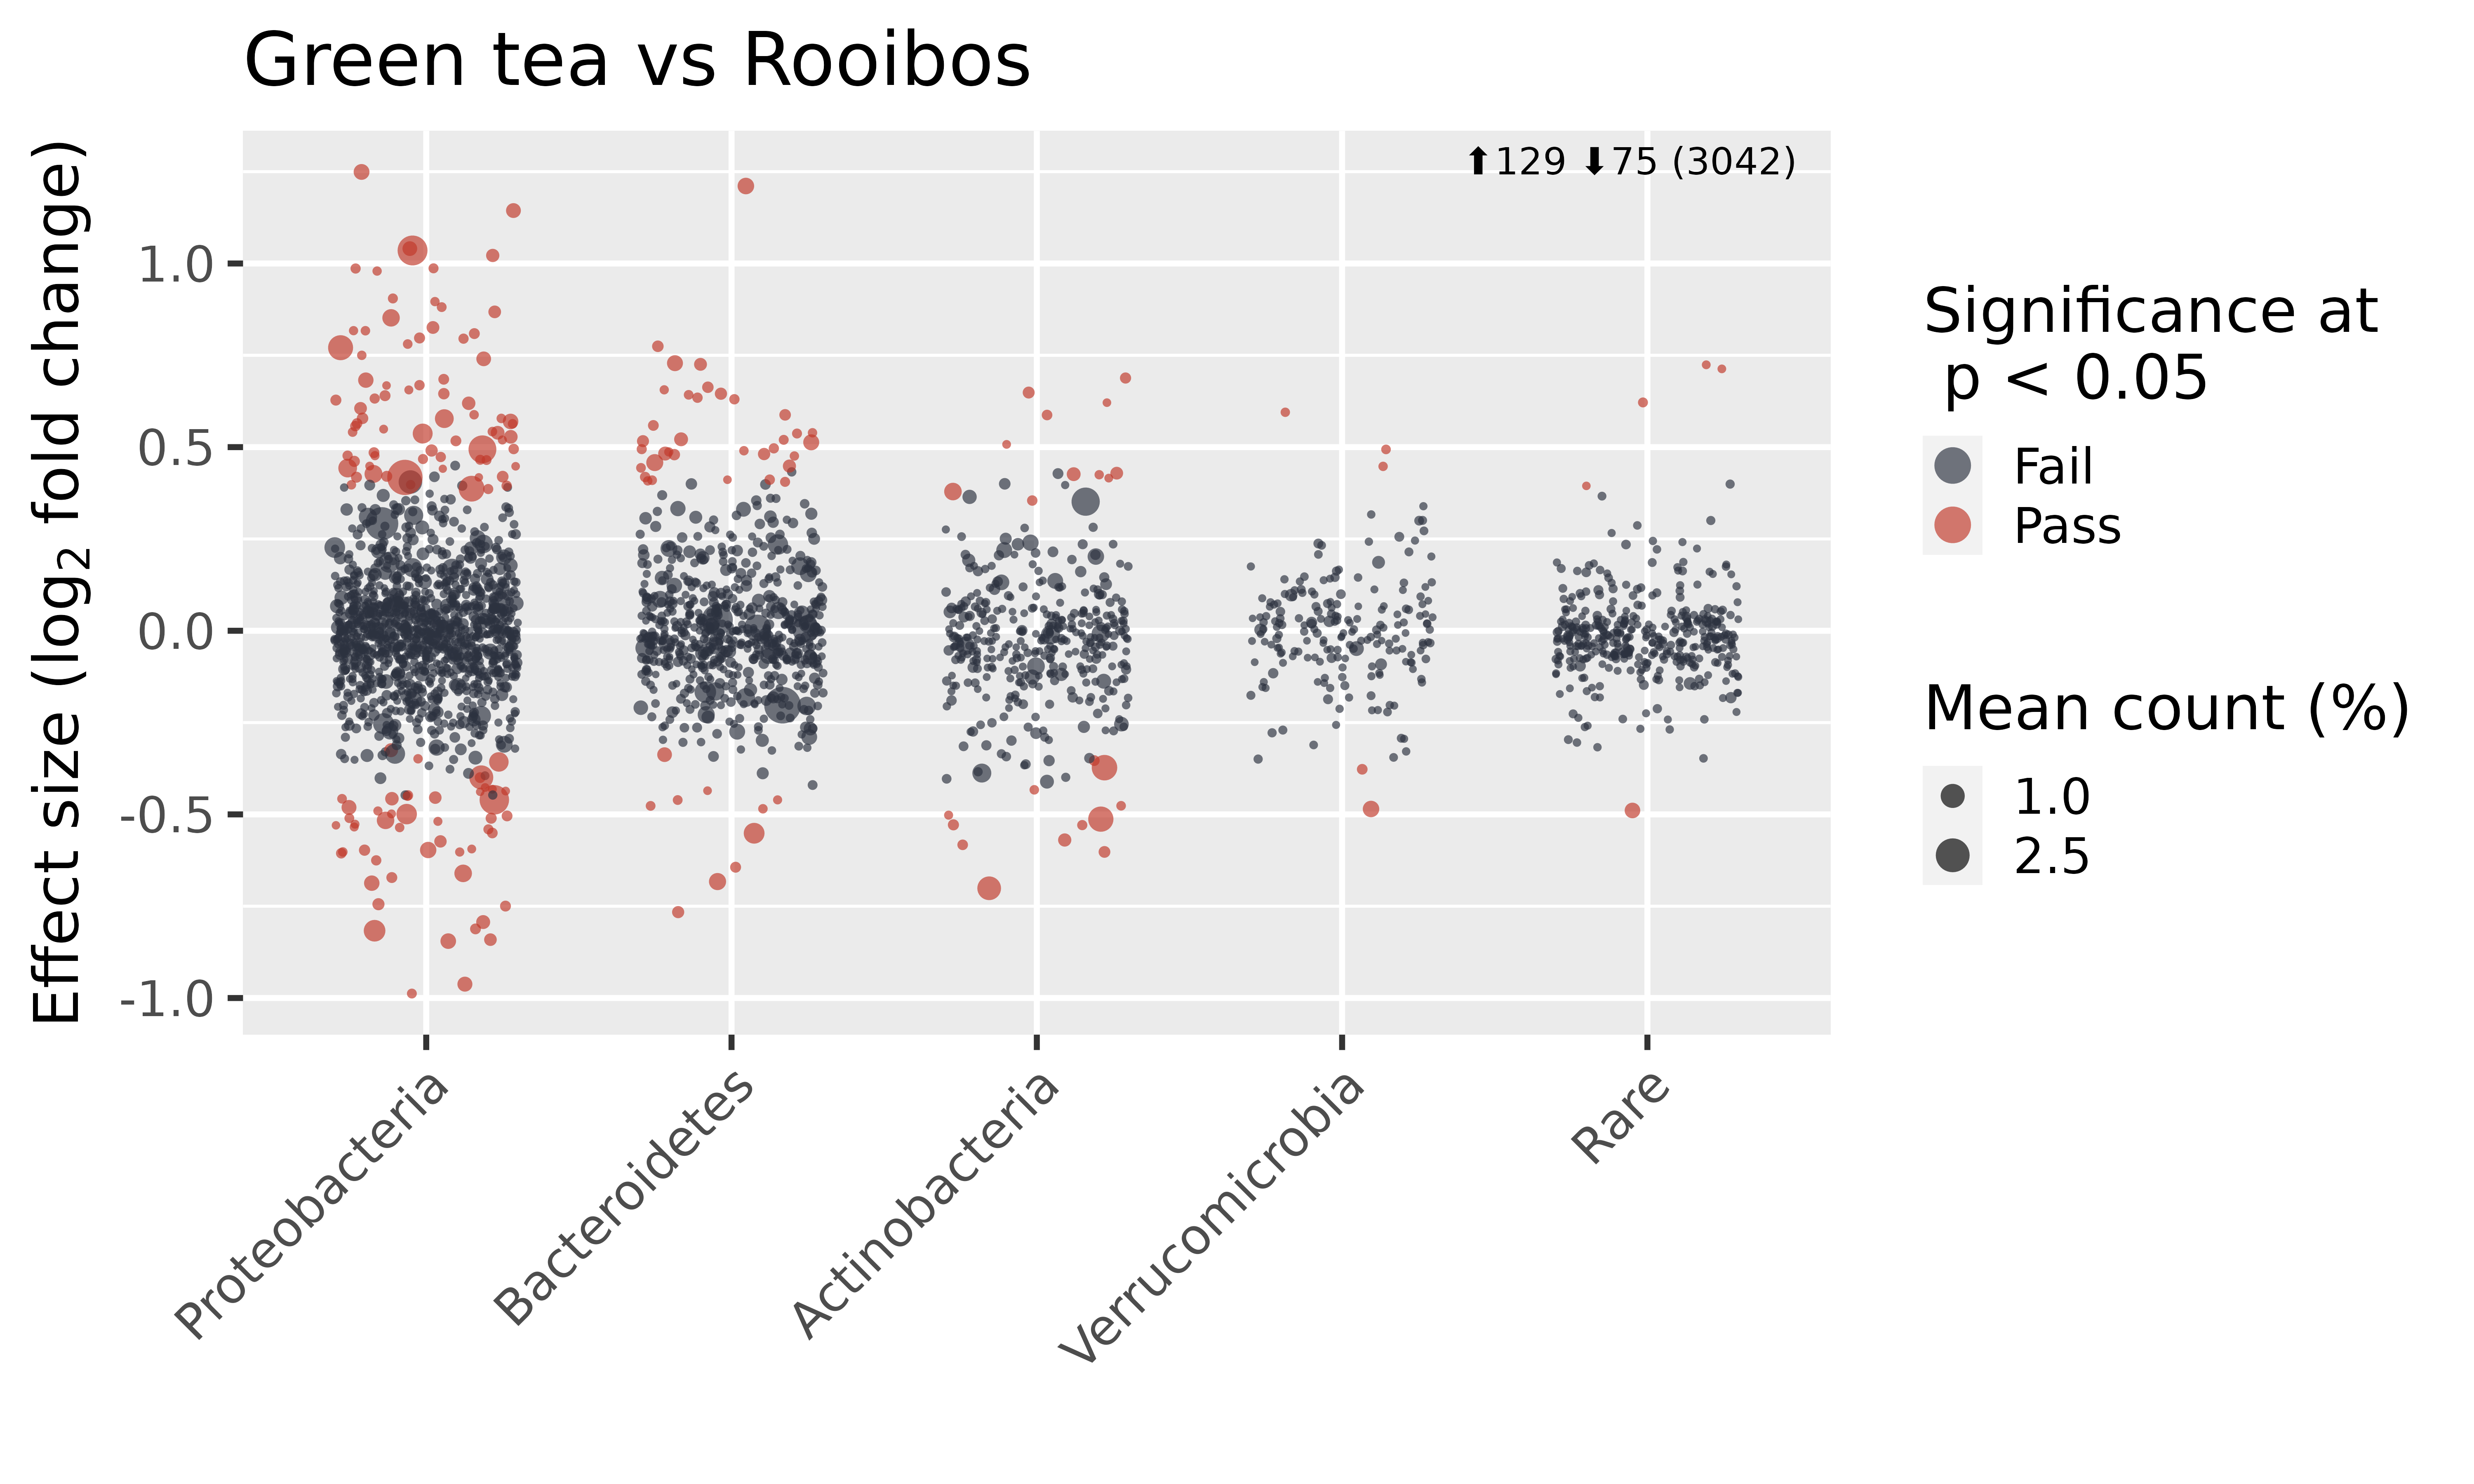 Green tea vs Rooibos
⬆129 ⬇75 (3042)
Effect size (log₂ fold change)
1.0
0.5
0.0
-0.5
-1.0
Proteobacteria
Bacteroidetes
Actinobacteria
Verrucomicrobia
Rare
Significance at
p < 0.05
Fail
Pass
Mean count (%)
1.0
2.5